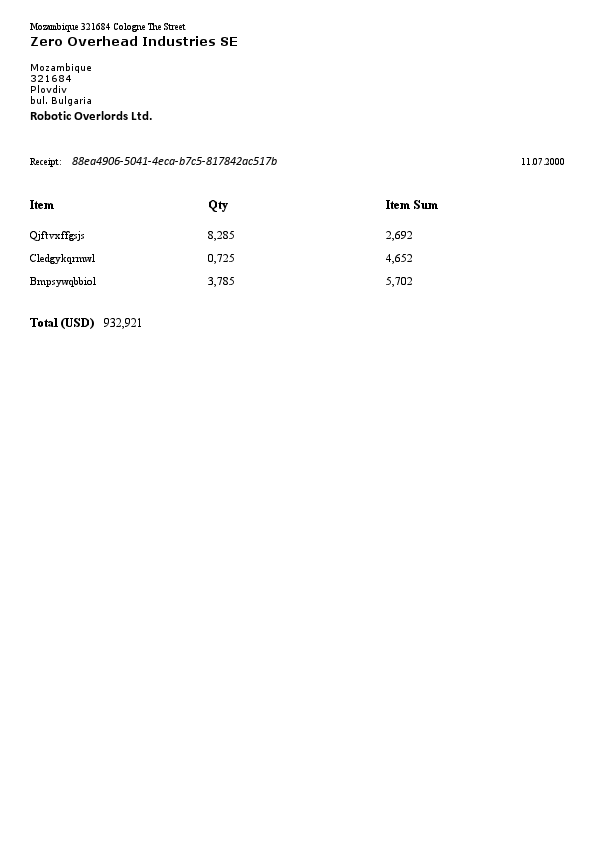 Mozambique 321684 Cologne The Street
Zero Overhead Industries SE
Mozambique
321684
Plovdiv
bul. Bulgaria
Robotic Overlords Ltd.
Receipt: 88ea4906-5041-4eca-b7c5-817842ac517b 11.07.2000
Item Qty Item Sum
Qjftvxffgsjs 8,285 2,692
Cledgykqrmwl 0,725 4,652
Bmpsywqbbiol 3,785 5,702
Total (USD) 932,921